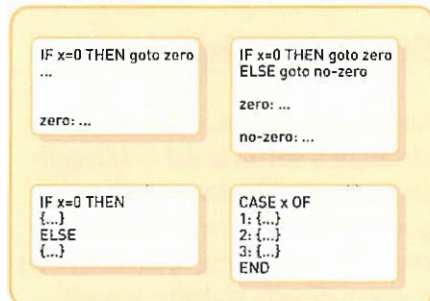 IF x=0 THEN goto zero
...
zero: ...
IF x=0 THEN goto zero
ELSE goto no-zero
zero: ...
no-zero: ...
IF x=0 THEN
{...}
ELSE
{...}
CASE x OF
1: {...}
2: {...}
3: {...}
END